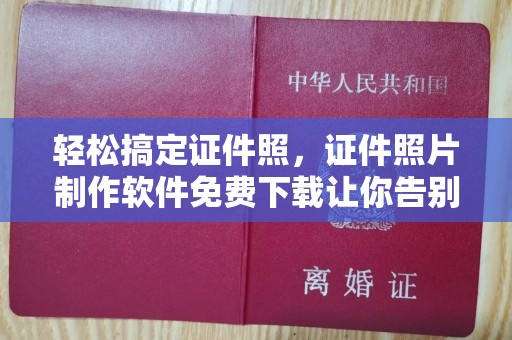 中华人民共和国
轻松搞定证件照，证件照片
制作软件免费下载让你告别
离婚证